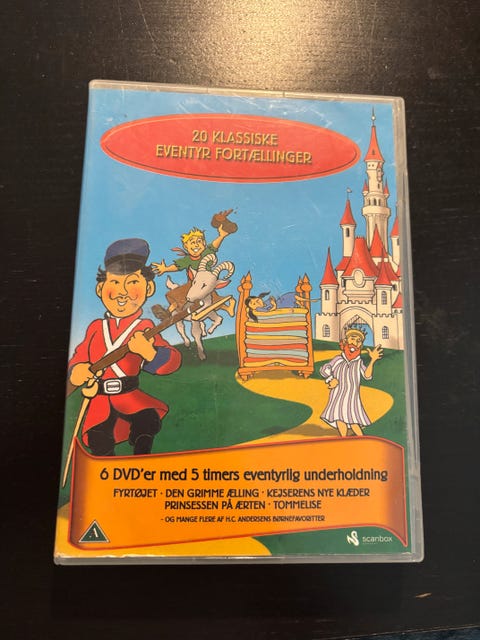 20 KLASSISKE
EVENTYR FORTÆLLINGER
6 DVD'er med 5 timers eventyrlig underholdning
FYRTØJET · DEN GRIMME ÆLLING · KEJSERENS NYE KLÆDER
PRINSESSEN PÅ ÆRTEN · TOMMELISE
- OG MANGE FLERE AF H.C. ANDERSENS BØRNEFAVORITTER
A
scanbox